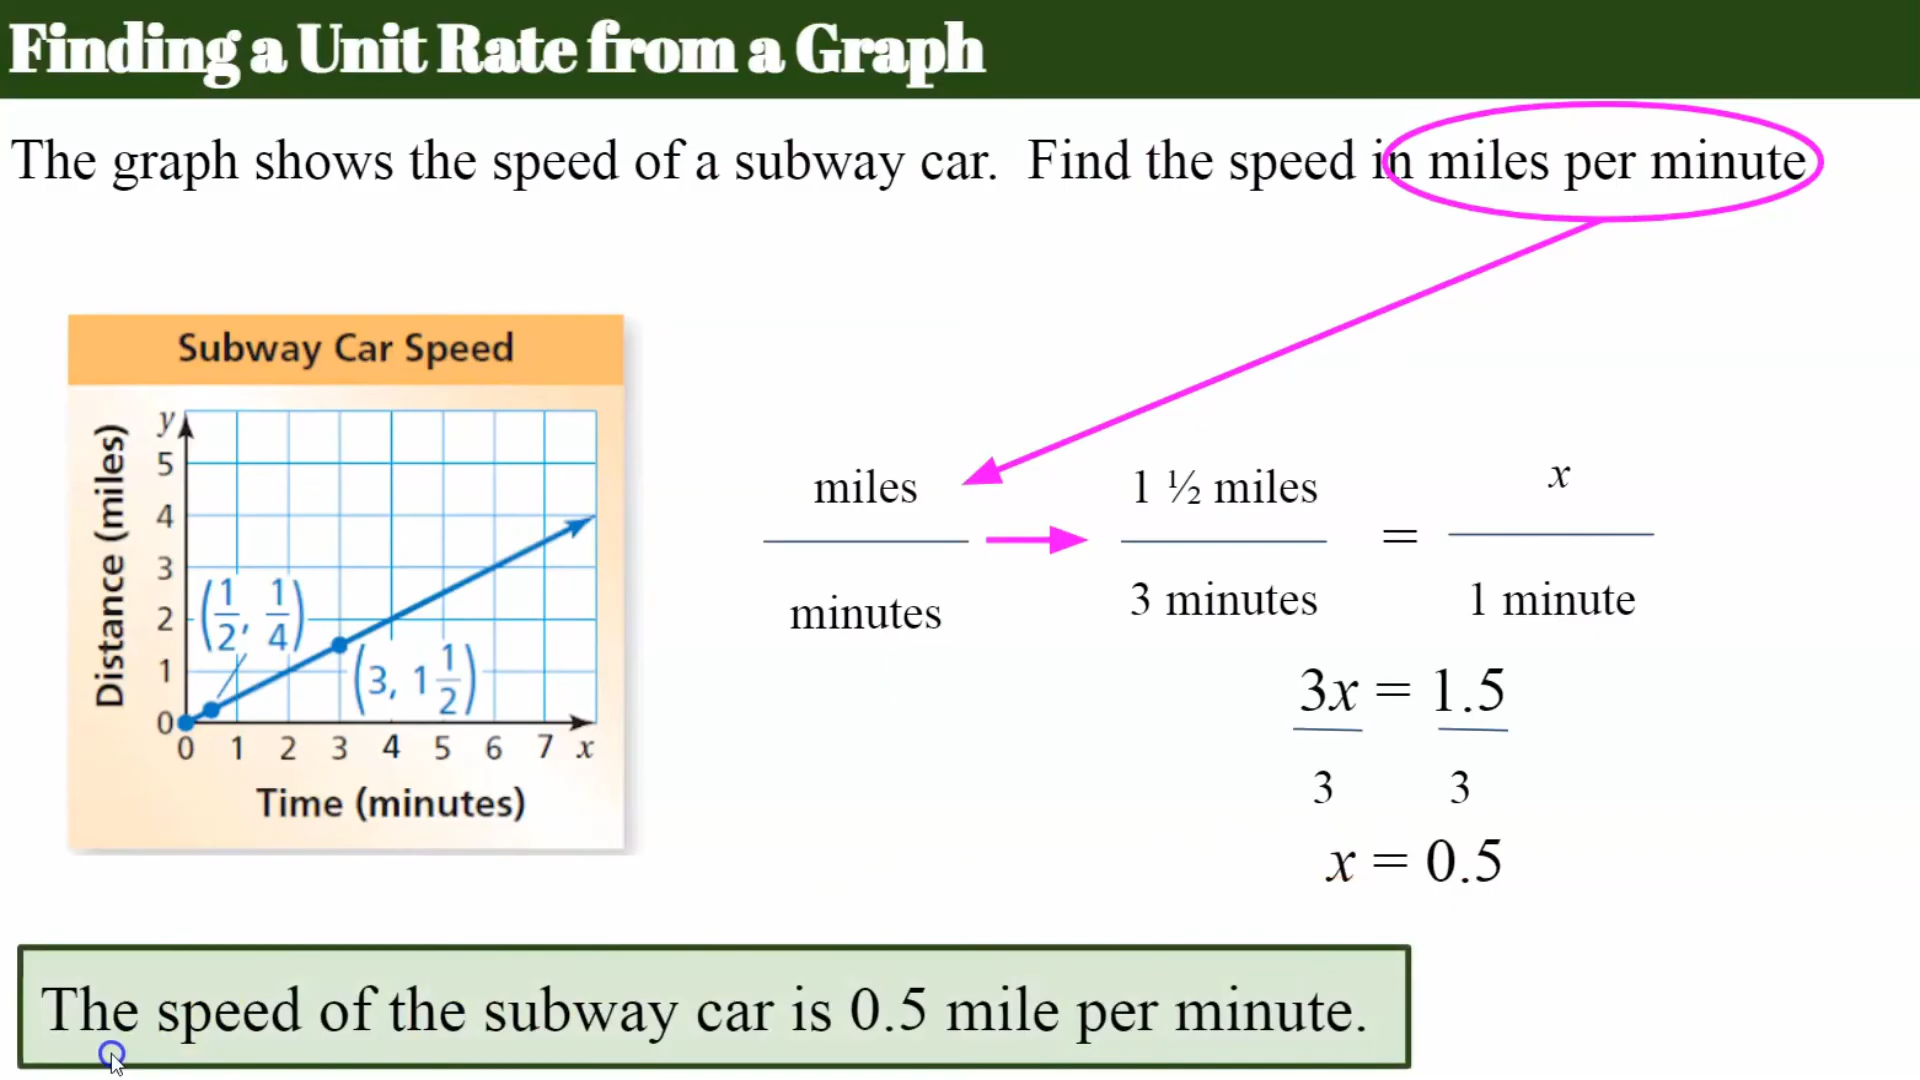 Finding a Unit Rate from a Graph
The graph shows the speed of a subway car. Find the speed in miles per minute
Subway Car Speed
y
5
4
3
2
1
0
Distance (miles)
(1/2, 1/4)
(3, 1 1/2)
0 1 2 3 4 5 6 7 x
Time (minutes)
miles
minutes
1 ½ miles
3 minutes
=
x
1 minute
3x = 1.5
3 3
x = 0.5
The speed of the subway car is 0.5 mile per minute.